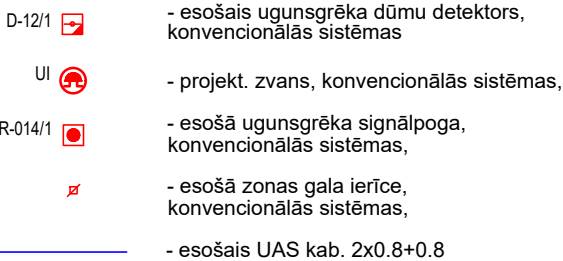 D-12/1 - esošais ugunsgrēka dūmu detektors,
konvencionālās sistēmas
UI - projekt. zvans, konvencionālās sistēmas,
R-014/1 - esošā ugunsgrēka signālpoga,
konvencionālās sistēmas,
- esošā zonas gala ierīce,
konvencionālās sistēmas,
- esošais UAS kab. 2x0.8+0.8